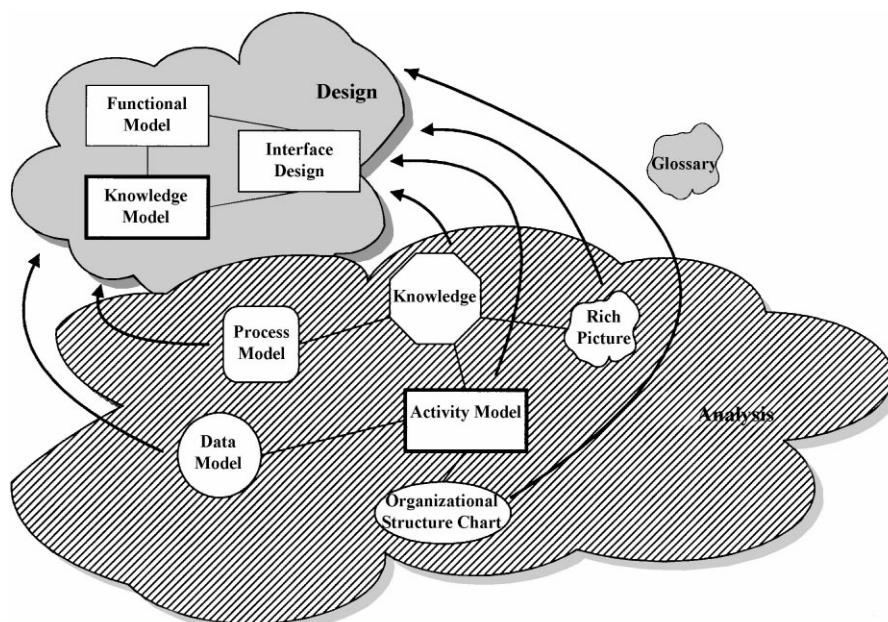 Design
Functional
Model
Interface
Design
Knowledge
Model
Glossary
Knowledge
Rich
Picture
Process
Model
Activity Model
Analysis
Data
Model
Organizational
Structure Chart